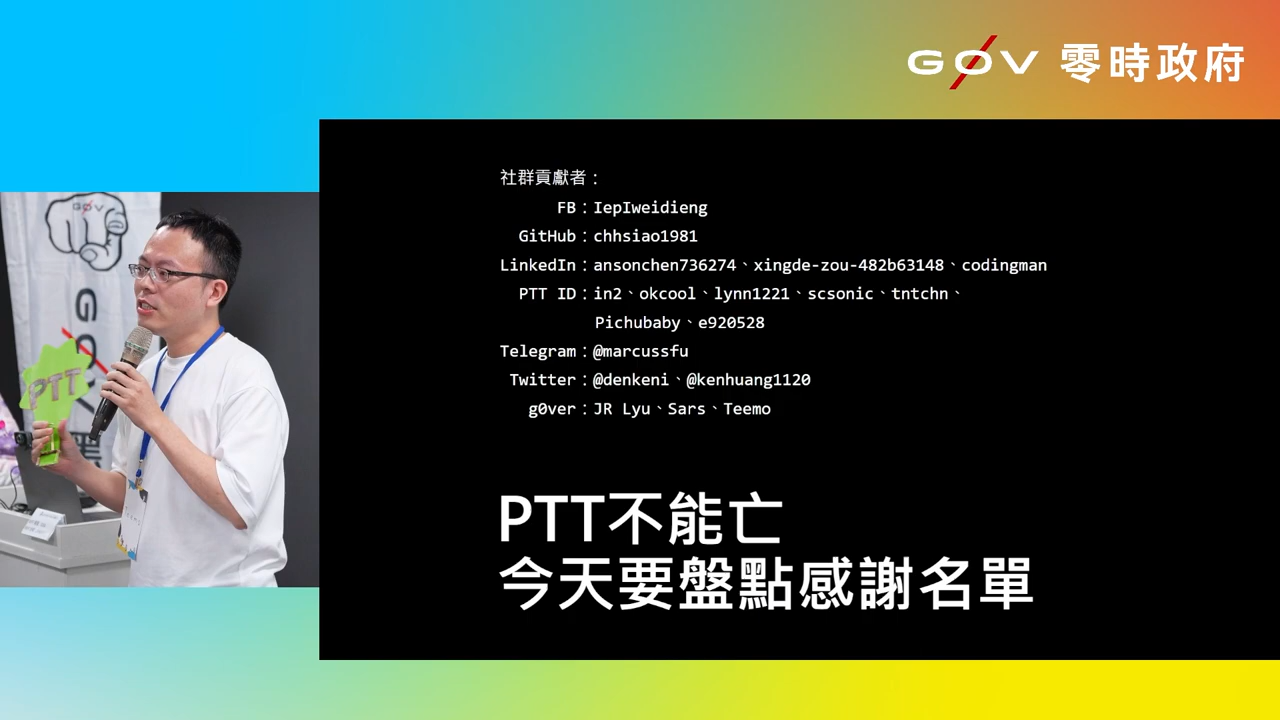 GOV 零時政府
社群貢獻者：
FB：IepIweidieng
GitHub：chhsiao1981
LinkedIn：ansonchen736274、xingde-zou-482b63148、codingman
PTT ID：in2、okcool、lynn1221、scsonic、tntchn、
Pichubaby、e920528
Telegram：@marcussfu
Twitter：@denkeni、@kenhuang1120
g0ver：JR Lyu、Sars、Teemo
PTT不能亡
今天要盤點感謝名單
GOV
PTT